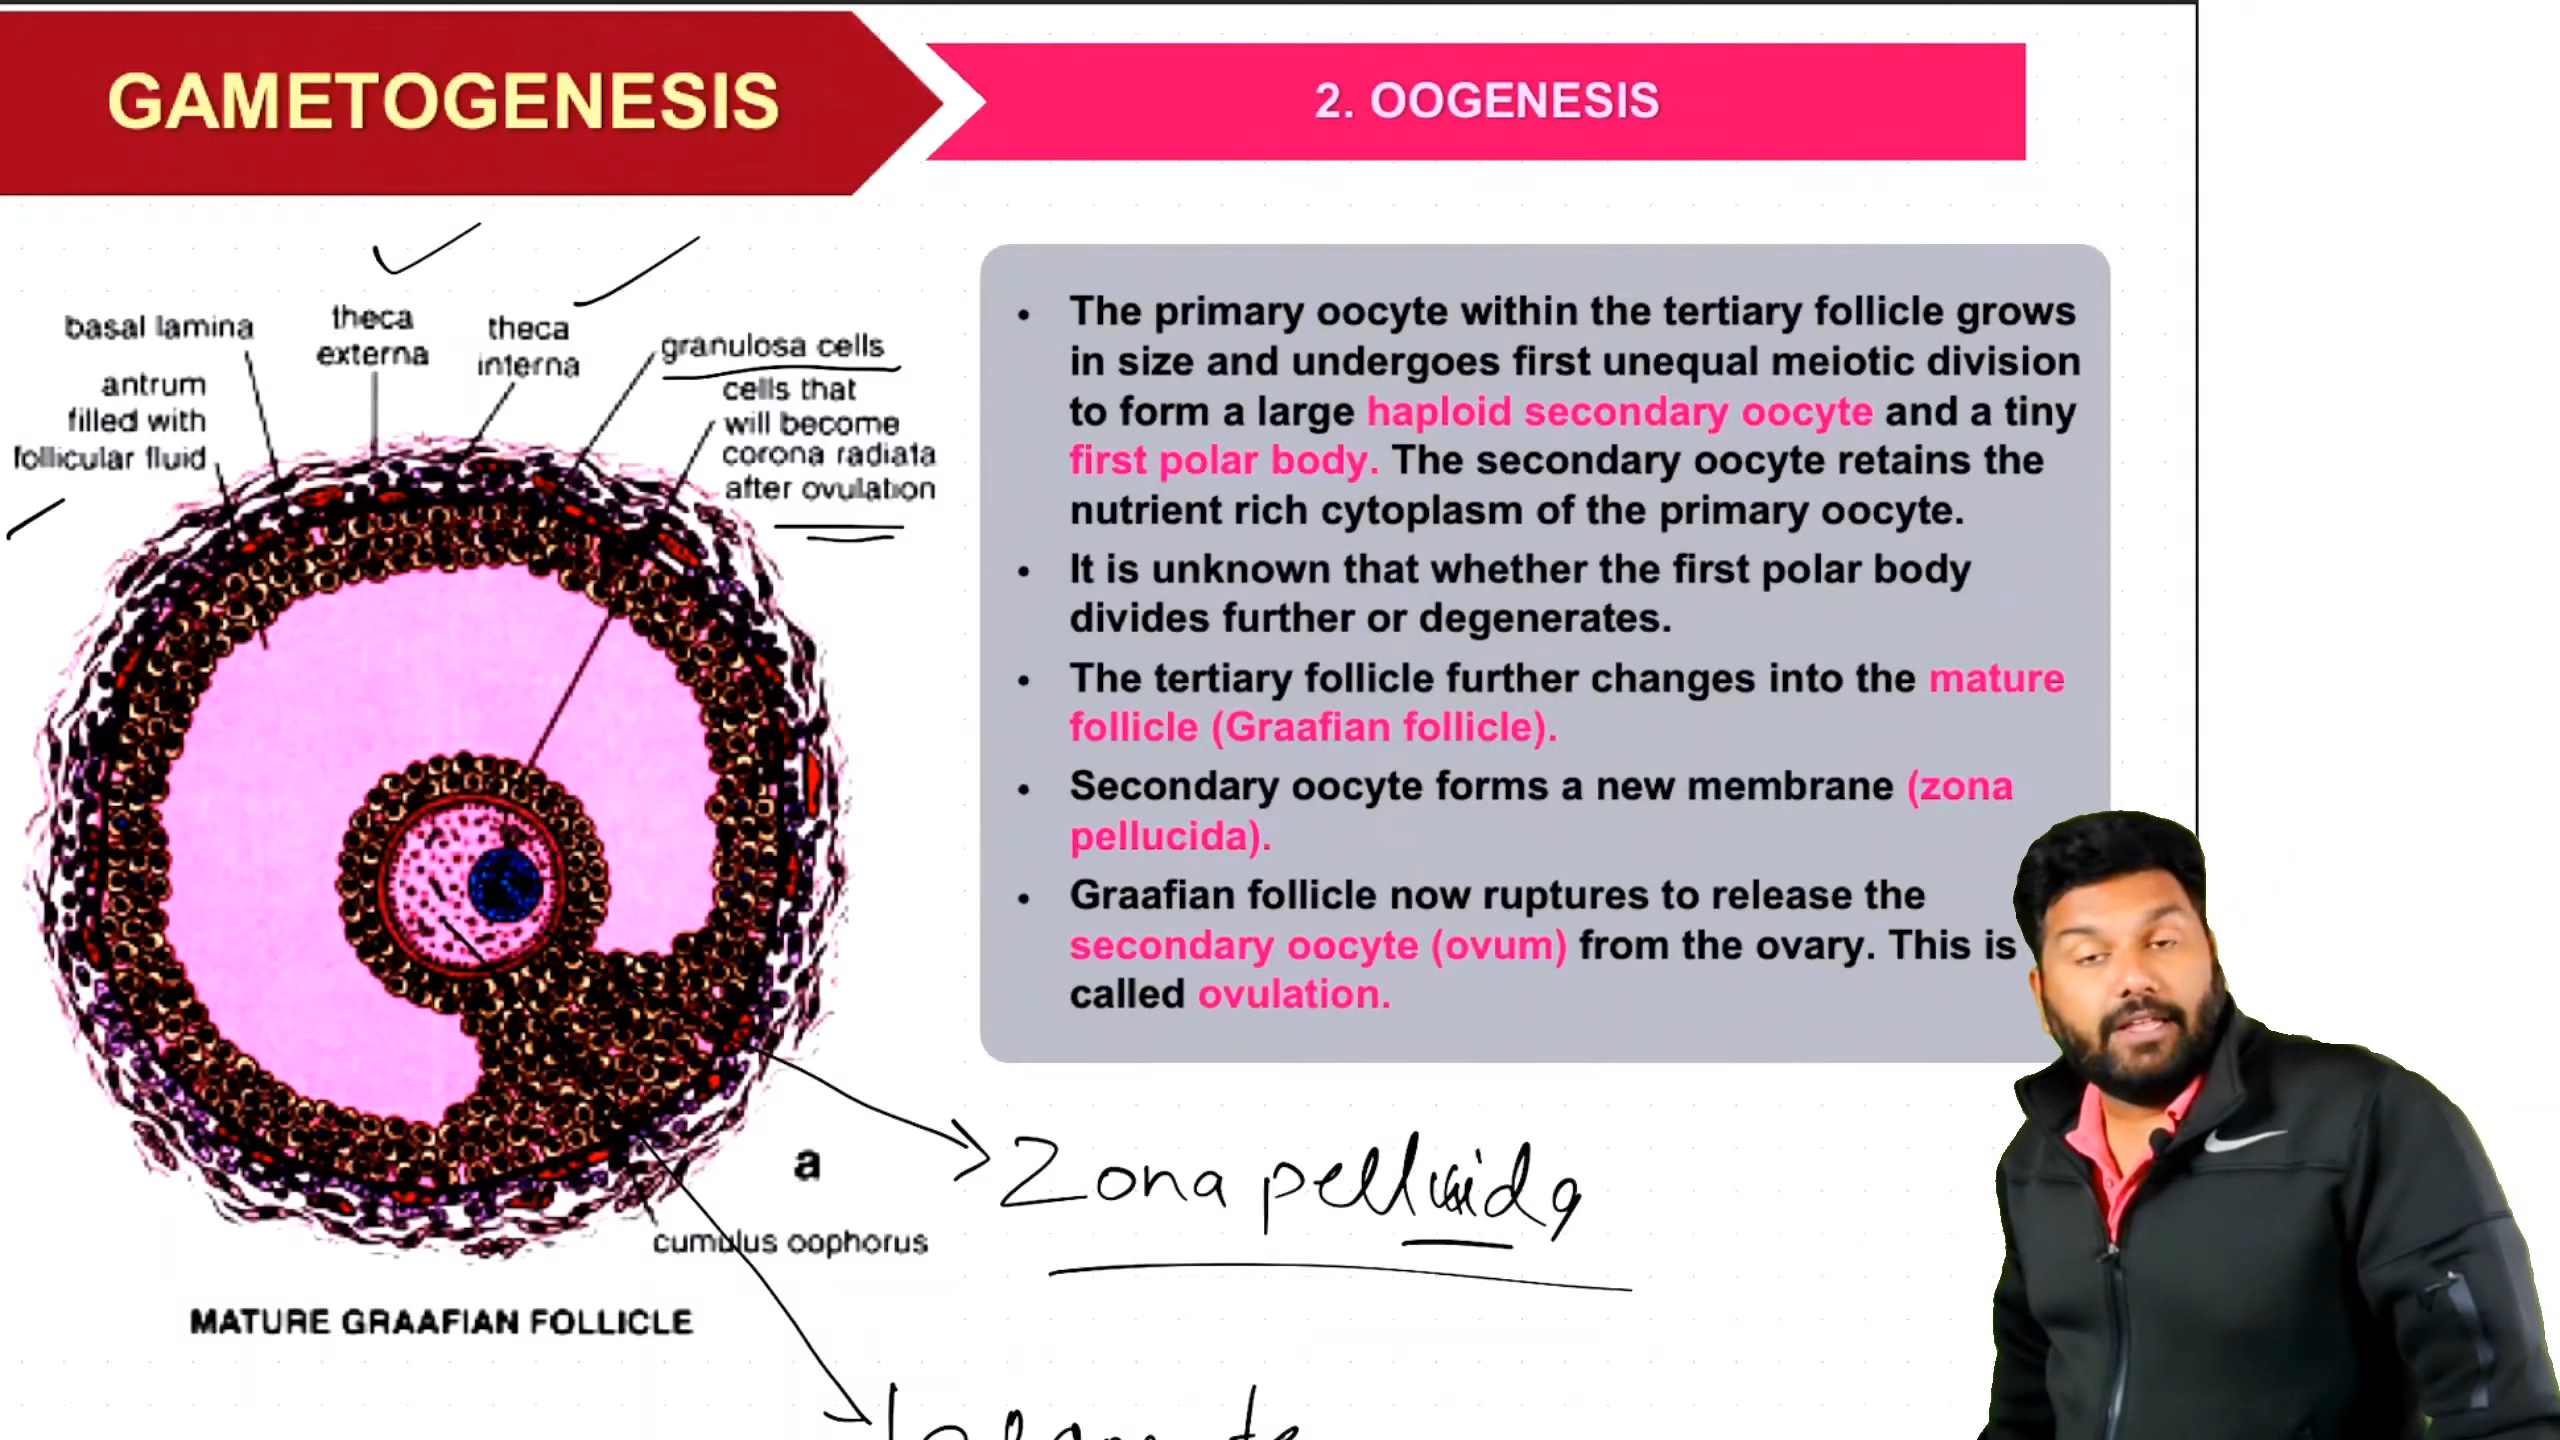 GAMETOGENESIS
2. OOGENESIS
basal lamina
theca
externa
theca
interna
granulosa cells
antrum
filled with
follicular fluid
cells that
will become
corona radiata
after ovulation
• The primary oocyte within the tertiary follicle grows
in size and undergoes first unequal meiotic division
to form a large haploid secondary oocyte and a tiny
first polar body. The secondary oocyte retains the
nutrient rich cytoplasm of the primary oocyte.
• It is unknown that whether the first polar body
divides further or degenerates.
• The tertiary follicle further changes into the mature
follicle (Graafian follicle).
• Secondary oocyte forms a new membrane (zona
pellucida).
• Graafian follicle now ruptures to release the
secondary oocyte (ovum) from the ovary. This is
called ovulation.
a
Zona pellucida
cumulus oophorus
MATURE GRAAFIAN FOLLICLE